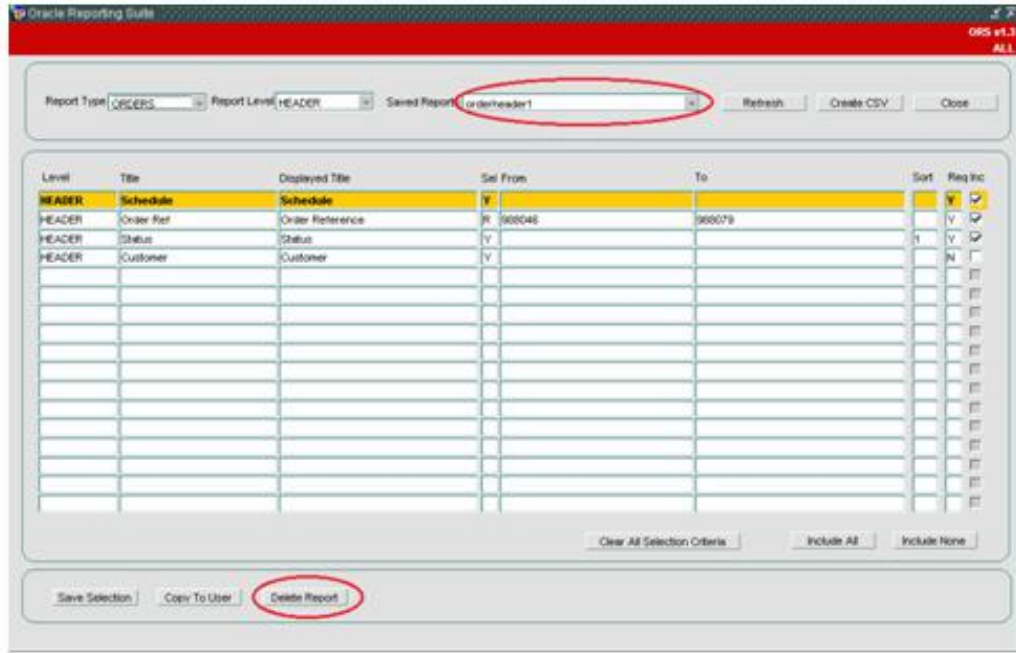 Oracle Reporting Suite
ORS v1.3
ALL
Report Type ORDERS Report Level HEADER Saved Report orderheader1 Refresh Create CSV Close
Level Title Displayed Title Sel From To Sort Req Inc
HEADER Schedule Schedule Y Y
HEADER Order Ref Order Reference R 988046 988079 Y
HEADER Status Status Y 1 Y
HEADER Customer Customer Y N
Clear All Selection Criteria Include All Include None
Save Selection Copy To User Delete Report